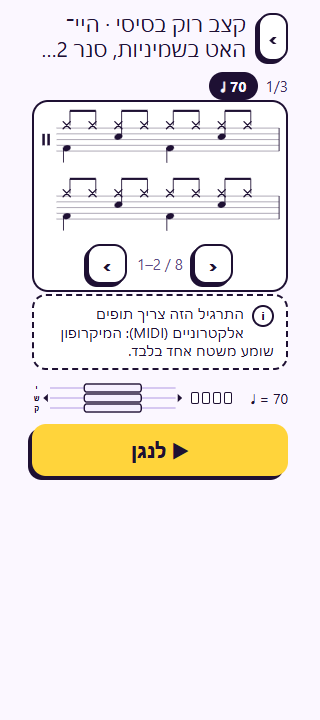 קצב רוק בסיסי · היי־
האט בשמיניות, סנר 2...
1/3
♩ 70
1–2 / 8
התרגיל הזה צריך תופים
אלקטרוניים (MIDI): המיקרופון
שומע משטח אחד בלבד.
♩ = 70
י
ש
ק
לנגן